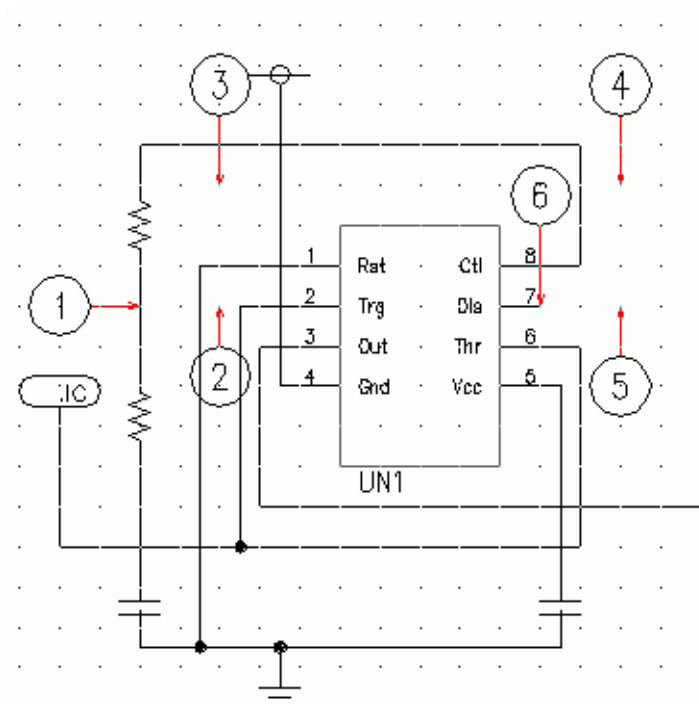 3
4
6
1 Rst Ctl 8
1
2 Trg Dis 7
3 Out Thr 6
2
5
:IC
4 Gnd Vcc 5
UN1